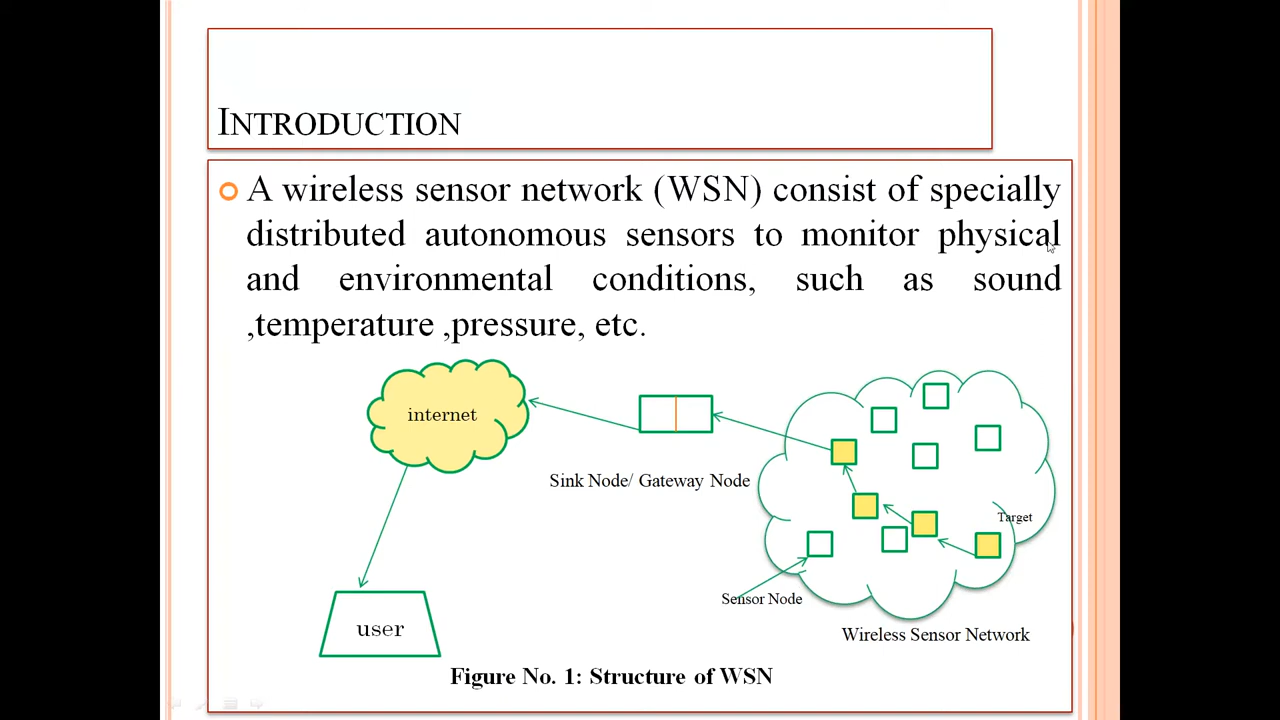 INTRODUCTION
A wireless sensor network (WSN) consist of specially
distributed autonomous sensors to monitor physical
and environmental conditions, such as sound
,temperature ,pressure, etc.
internet
Sink Node/ Gateway Node
Target
Sensor Node
user
Wireless Sensor Network
Figure No. 1: Structure of WSN